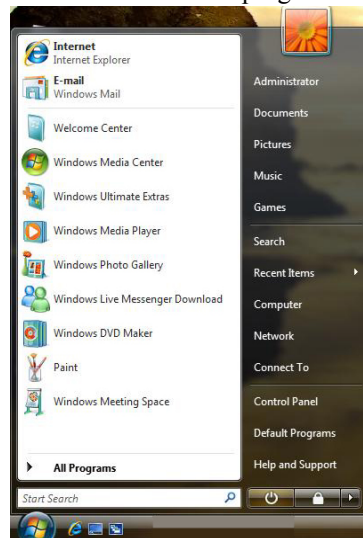 Internet
Internet Explorer
E-mail
Windows Mail
Welcome Center
Windows Media Center
Windows Ultimate Extras
Windows Media Player
Windows Photo Gallery
Windows Live Messenger Download
Windows DVD Maker
Paint
Windows Meeting Space
All Programs
Start Search
Administrator
Documents
Pictures
Music
Games
Search
Recent Items
Computer
Network
Connect To
Control Panel
Default Programs
Help and Support